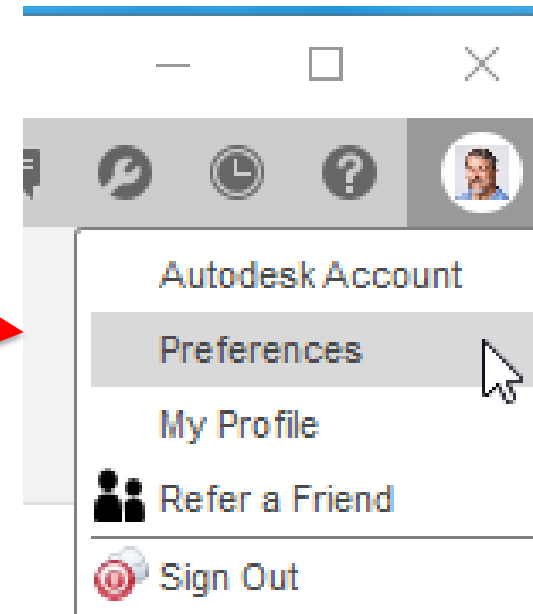 Autodesk Account
Preferences
My Profile
Refer a Friend
Sign Out